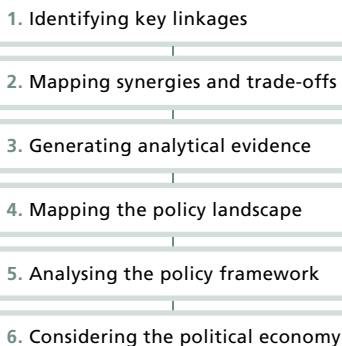 1. Identifying key linkages
2. Mapping synergies and trade-offs
3. Generating analytical evidence
4. Mapping the policy landscape
5. Analysing the policy framework
6. Considering the political economy